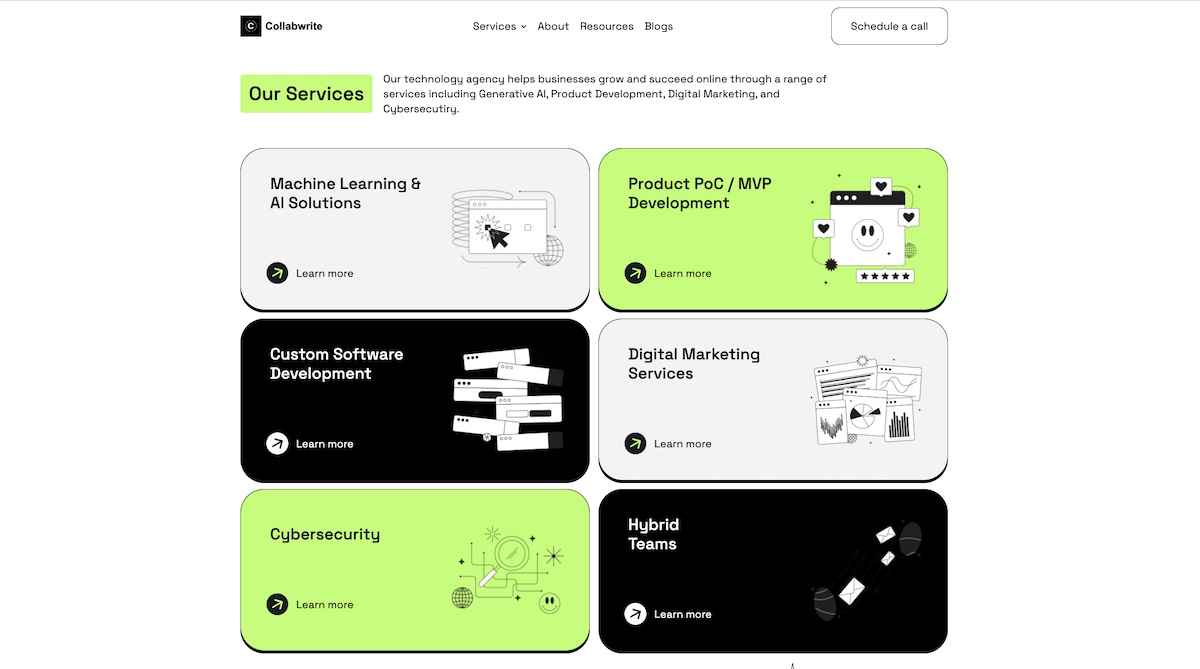 Collabwrite
Services
About
Resources
Blogs
Schedule a call
Our Services
Our technology agency helps businesses grow and succeed online through a range of
services including Generative AI, Product Development, Digital Marketing, and
Cybersecutiry.
Machine Learning &
AI Solutions
Learn more
Product PoC / MVP
Development
Learn more
Custom Software
Development
Learn more
Digital Marketing
Services
Learn more
Cybersecurity
Learn more
Hybrid
Teams
Learn more